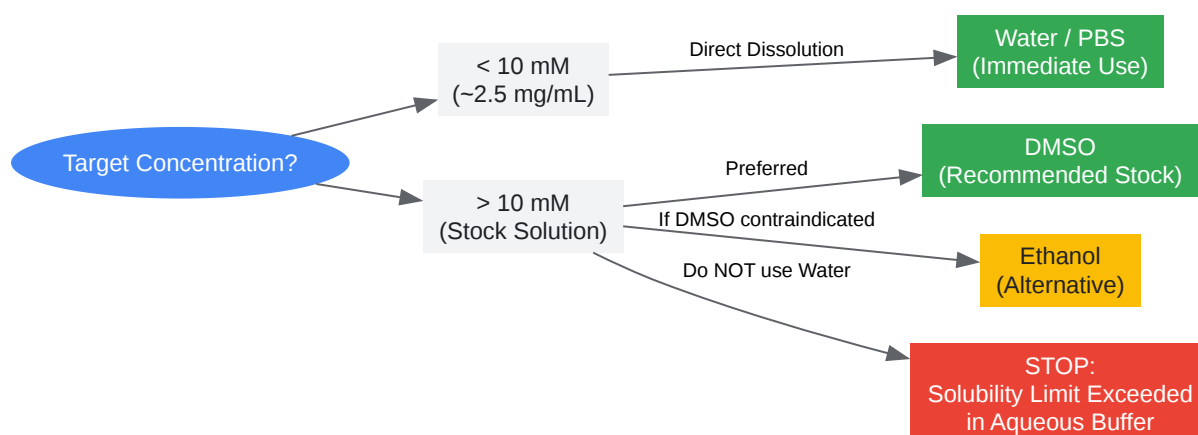 Target Concentration?
< 10 mM
(~2.5 mg/mL)
> 10 mM
(Stock Solution)
Direct Dissolution
Preferred
If DMSO contraindicated
Do NOT use Water
Water / PBS
(Immediate Use)
DMSO
(Recommended Stock)
Ethanol
(Alternative)
STOP:
Solubility Limit Exceeded
in Aqueous Buffer